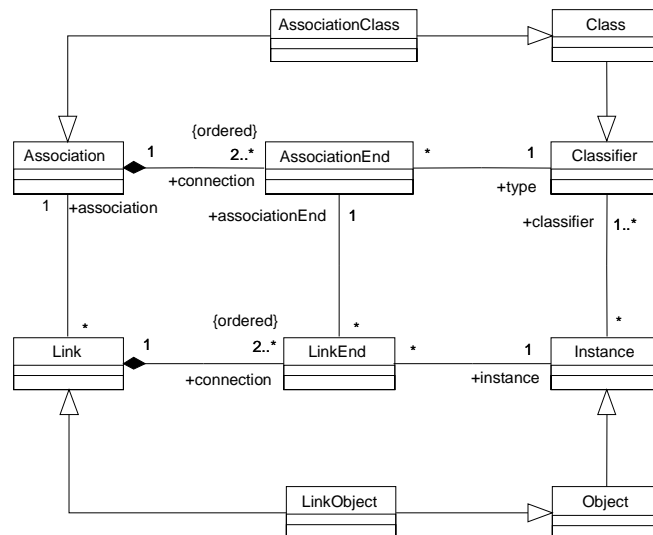 AssociationClass
Class
{ordered}
Association
1
2..*
AssociationEnd
*
1
Classifier
+connection
+type
1
+association
+associationEnd
1
+classifier
1..*
*
{ordered}
*
*
Link
1
2..*
LinkEnd
*
1
Instance
+connection
+instance
LinkObject
Object